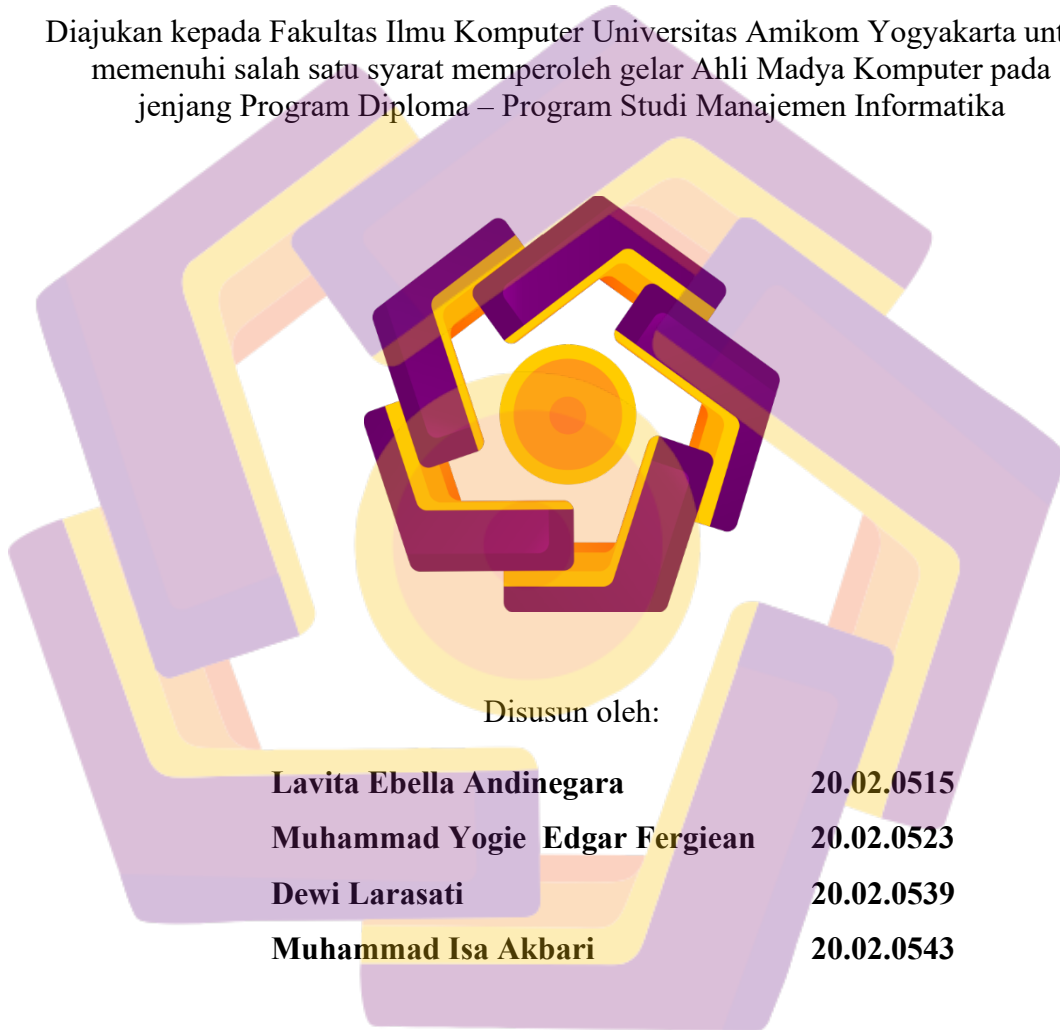 Diajukan kepada Fakultas Ilmu Komputer Universitas Amikom Yogyakarta unt
memenuhi salah satu syarat memperoleh gelar Ahli Madya Komputer pada
jenjang Program Diploma – Program Studi Manajemen Informatika
Disusun oleh:
Lavita Ebella Andinegara 20.02.0515
Muhammad Yogie Edgar Fergiean 20.02.0523
Dewi Larasati 20.02.0539
Muhammad Isa Akbari 20.02.0543